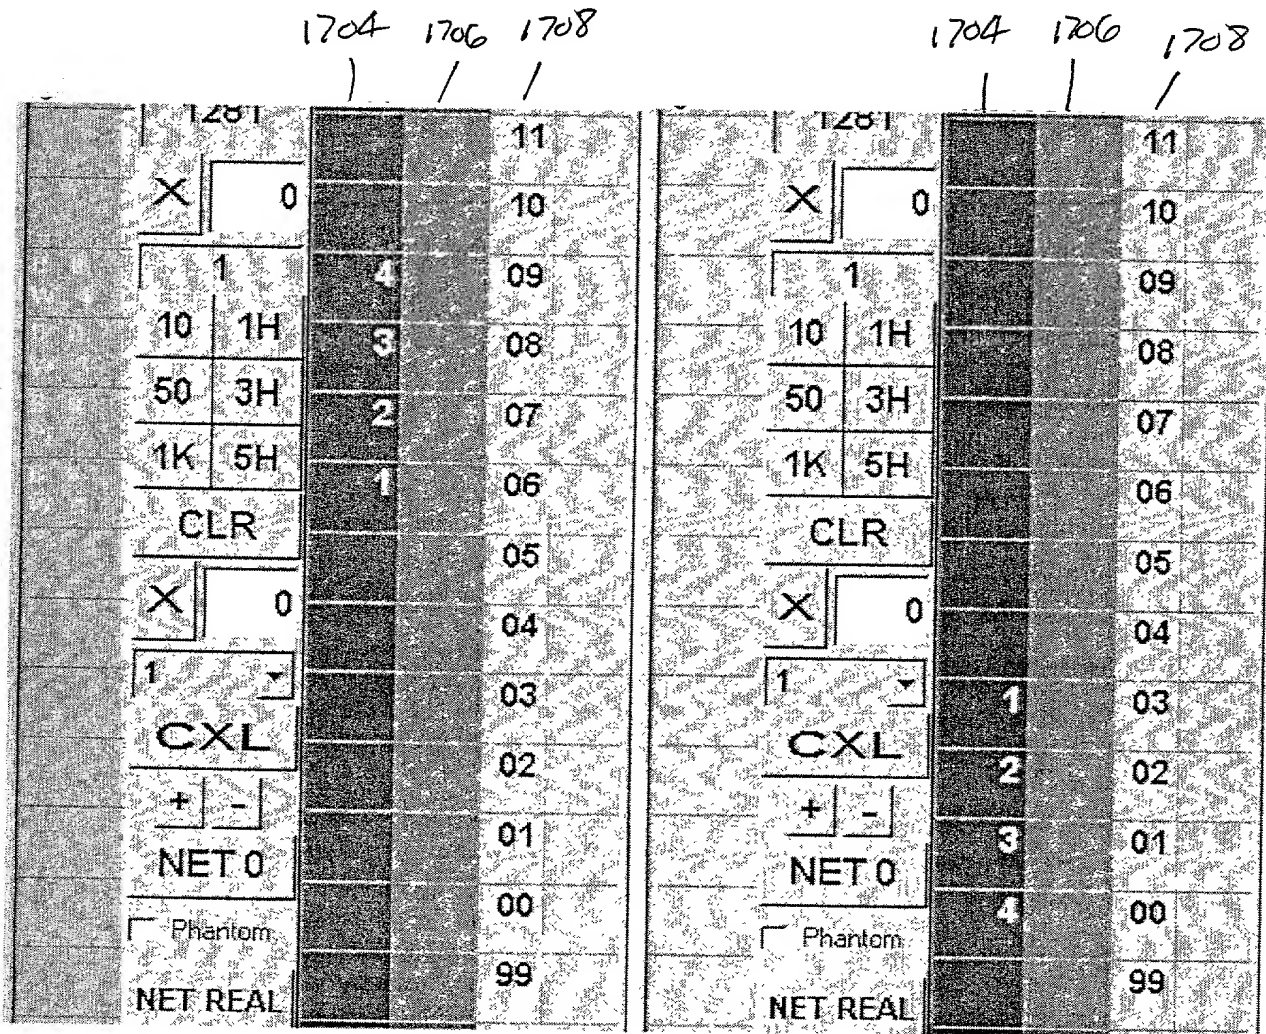 1704 1706 1708
1281 11
X 0 10
1 4 09
10 1H 3 08
50 3H 2 07
1K 5H 1 06
CLR 05
X 0 04
1 03
CXL 02
+ - 01
NET 0 00
Phantom 99
NET REAL
1704 1706 1708
1281 11
X 0 10
1 09
10 1H 08
50 3H 07
1K 5H 06
CLR 05
X 0 04
1 1 03
CXL 2 02
+ - 3 01
NET 0 4 00
Phantom 99
NET REAL